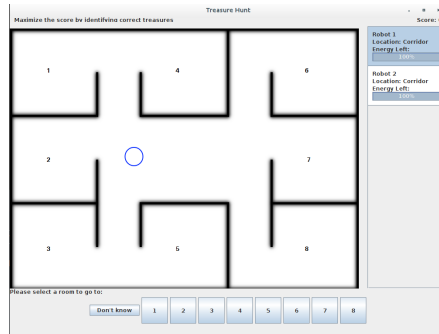 Treasure Hunt
Maximize the score by identifying correct treasures
Score:
Robot 1
Location: Corridor
Energy Left:
100%
Robot 2
Location: Corridor
Energy Left:
100%
1
4
6
2
7
3
5
8
Please select a room to go to:
Don't know
1
2
3
4
5
6
7
8